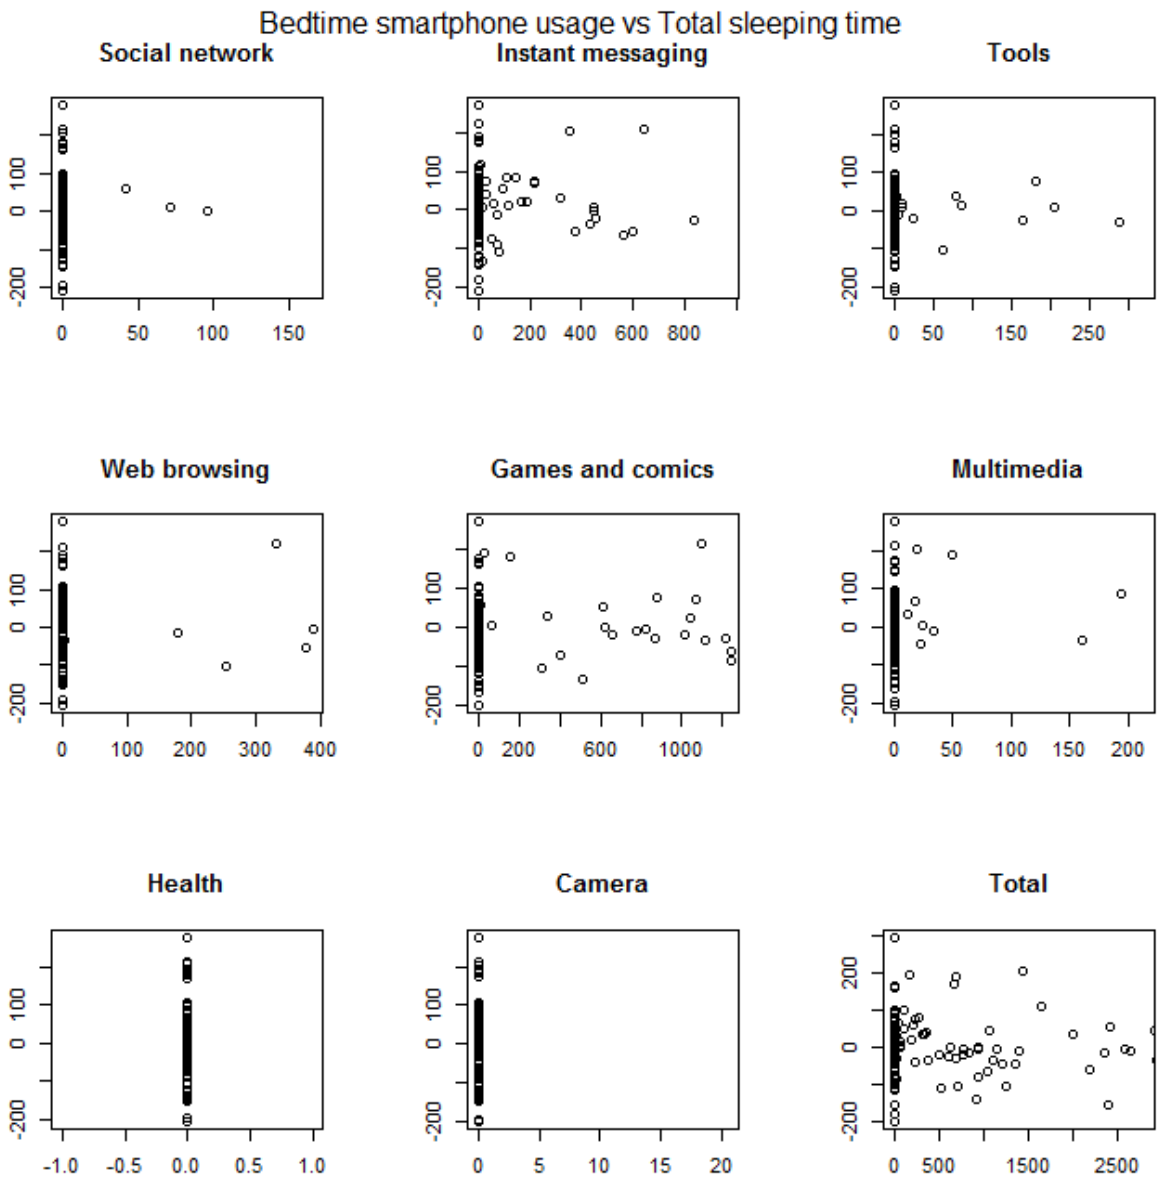 Bedtime smartphone usage vs Total sleeping time
Social network
Instant messaging
Tools
-200 0 100
0 50 100 150
-200 0 100
0 200 400 600 800
-200 0 100
0 50 150 250
Web browsing
Games and comics
Multimedia
-200 0 100
0 100 200 300 400
-200 0 100
0 200 600 1000
-200 0 100
0 50 100 150 200
Health
Camera
Total
-200 0 100
-1.0 -0.5 0.0 0.5 1.0
-200 0 100
0 5 10 15 20
-200 0 200
0 500 1500 2500